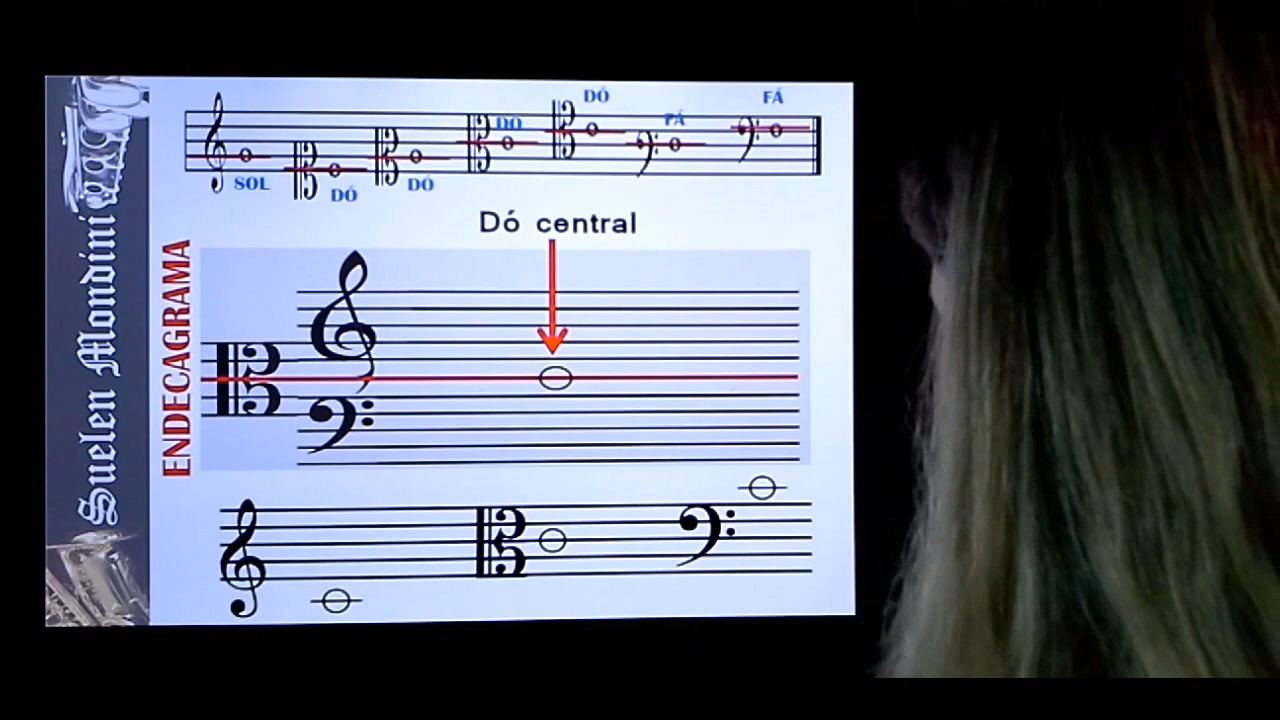 Suelen Mondini
SOL
DÓ
DÓ
DÓ
DÓ
FÁ
FÁ
Dó central
ENDECAGRAMA